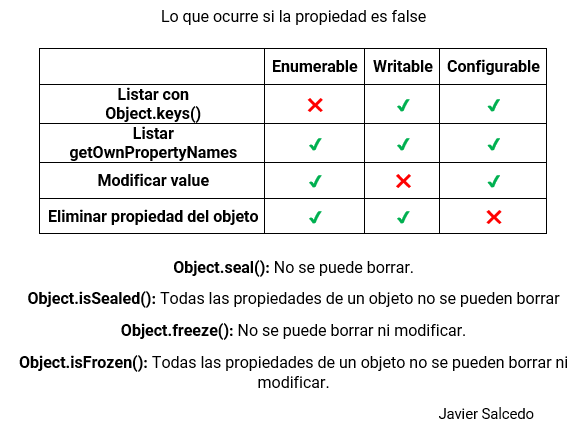 Lo que ocurre si la propiedad es false
Enumerable Writable Configurable
Listar con
Object.keys() ❌ ✔ ✔
Listar
getOwnPropertyNames ✔ ✔ ✔
Modificar value ✔ ❌ ✔
Eliminar propiedad del objeto ✔ ✔ ❌
Object.seal(): No se puede borrar.
Object.isSealed(): Todas las propiedades de un objeto no se pueden borrar
Object.freeze(): No se puede borrar ni modificar.
Object.isFrozen(): Todas las propiedades de un objeto no se pueden borrar ni
modificar.
Javier Salcedo